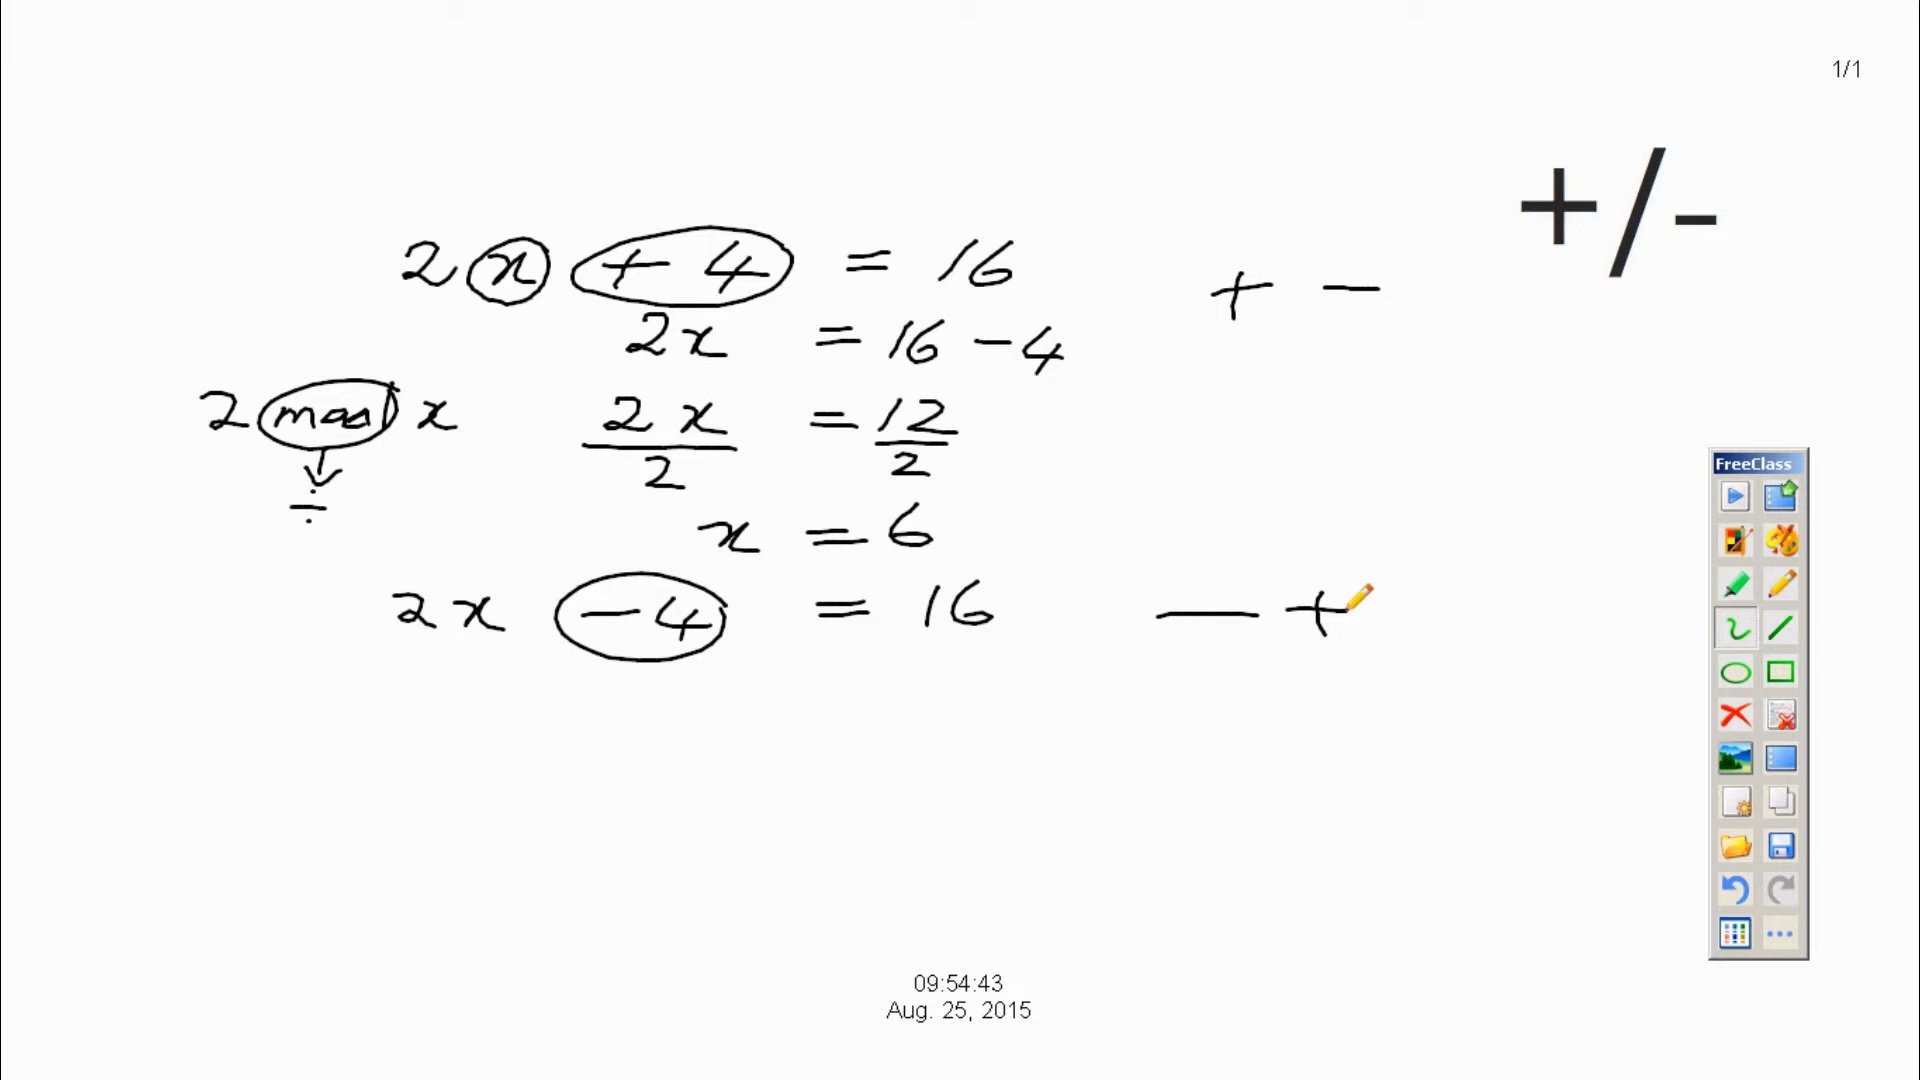 1/1
+/-
2x + 4 = 16
+ -
2x = 16 - 4
2 maal x
÷
2x/2 = 12/2
x = 6
2x - 4 = 16
- +
FreeClass
09:54:43
Aug. 25, 2015